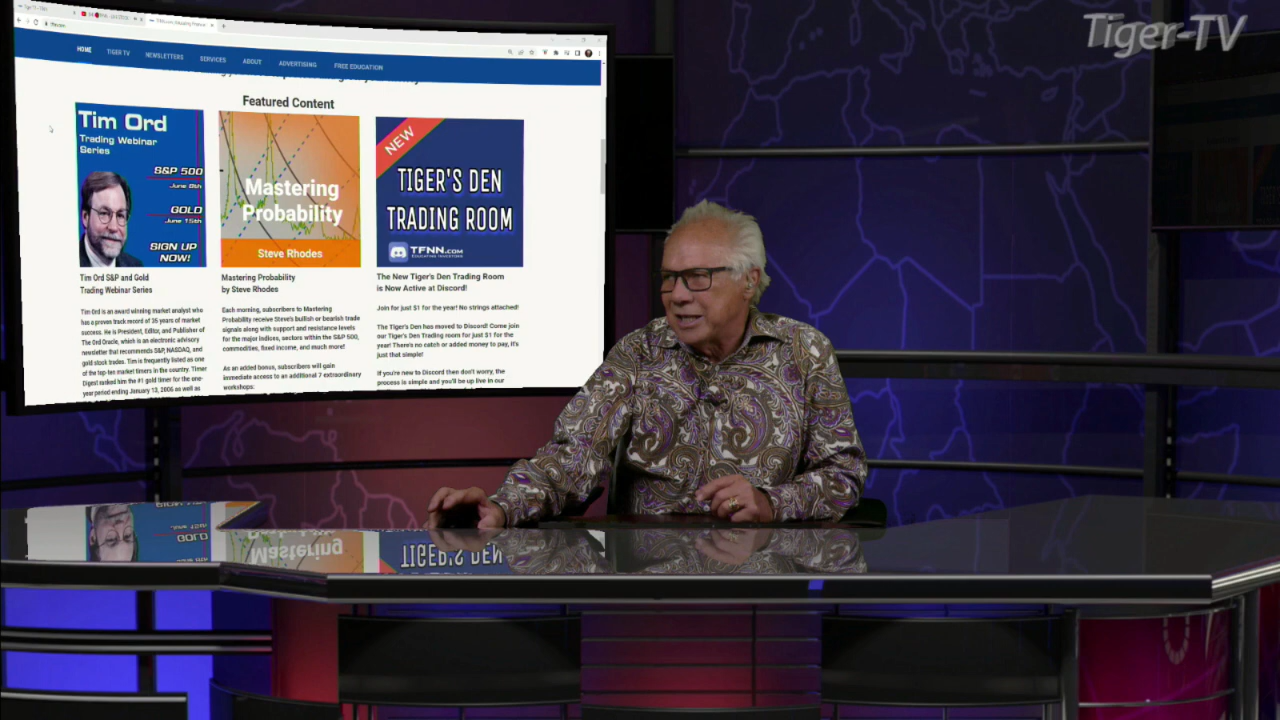 Tiger-TV
HOME TIGER TV NEWSLETTERS SERVICES ABOUT ADVERTISING FREE EDUCATION
Featured Content
Tim Ord
Trading Webinar
Series
S&P 500
June 8th
GOLD
June 15th
SIGN UP
NOW!
Mastering
Probability
Steve Rhodes
NEW
TIGER'S DEN
TRADING ROOM
TFNN.com
EDUCATING INVESTORS
Tim Ord S&P and Gold
Trading Webinar Series
Tim Ord is an award winning market analyst who
has a proven track record of 35 years of market
success. He is President, Editor, and Publisher of
The Ord Oracle, which is an electronic advisory
newsletter that recommends S&P, NASDAQ, and
gold stock trades. Tim is frequently listed as one
of the top-ten market timers in the country. Timer
Digest ranked him the #1 gold timer for the one-
year period ending January 13, 2006 as well as
Mastering Probability
by Steve Rhodes
Each morning, subscribers to Mastering
Probability receive Steve's bullish or bearish trade
signals along with support and resistance levels
for the major indices, sectors within the S&P 500,
commodities, fixed income, and much more!
As an added bonus, subscribers will gain
immediate access to an additional 7 extraordinary
workshops:
The New Tiger's Den Trading Room
is Now Active at Discord!
Join for just $1 for the year! No strings attached!
The Tiger's Den has moved to Discord! Come join
our Tiger's Den Trading room for just $1 for the
year! There's no catch or added money to pay, it's
just that simple!
If you're new to Discord then don't worry, the
process is simple and you'll be up live in our